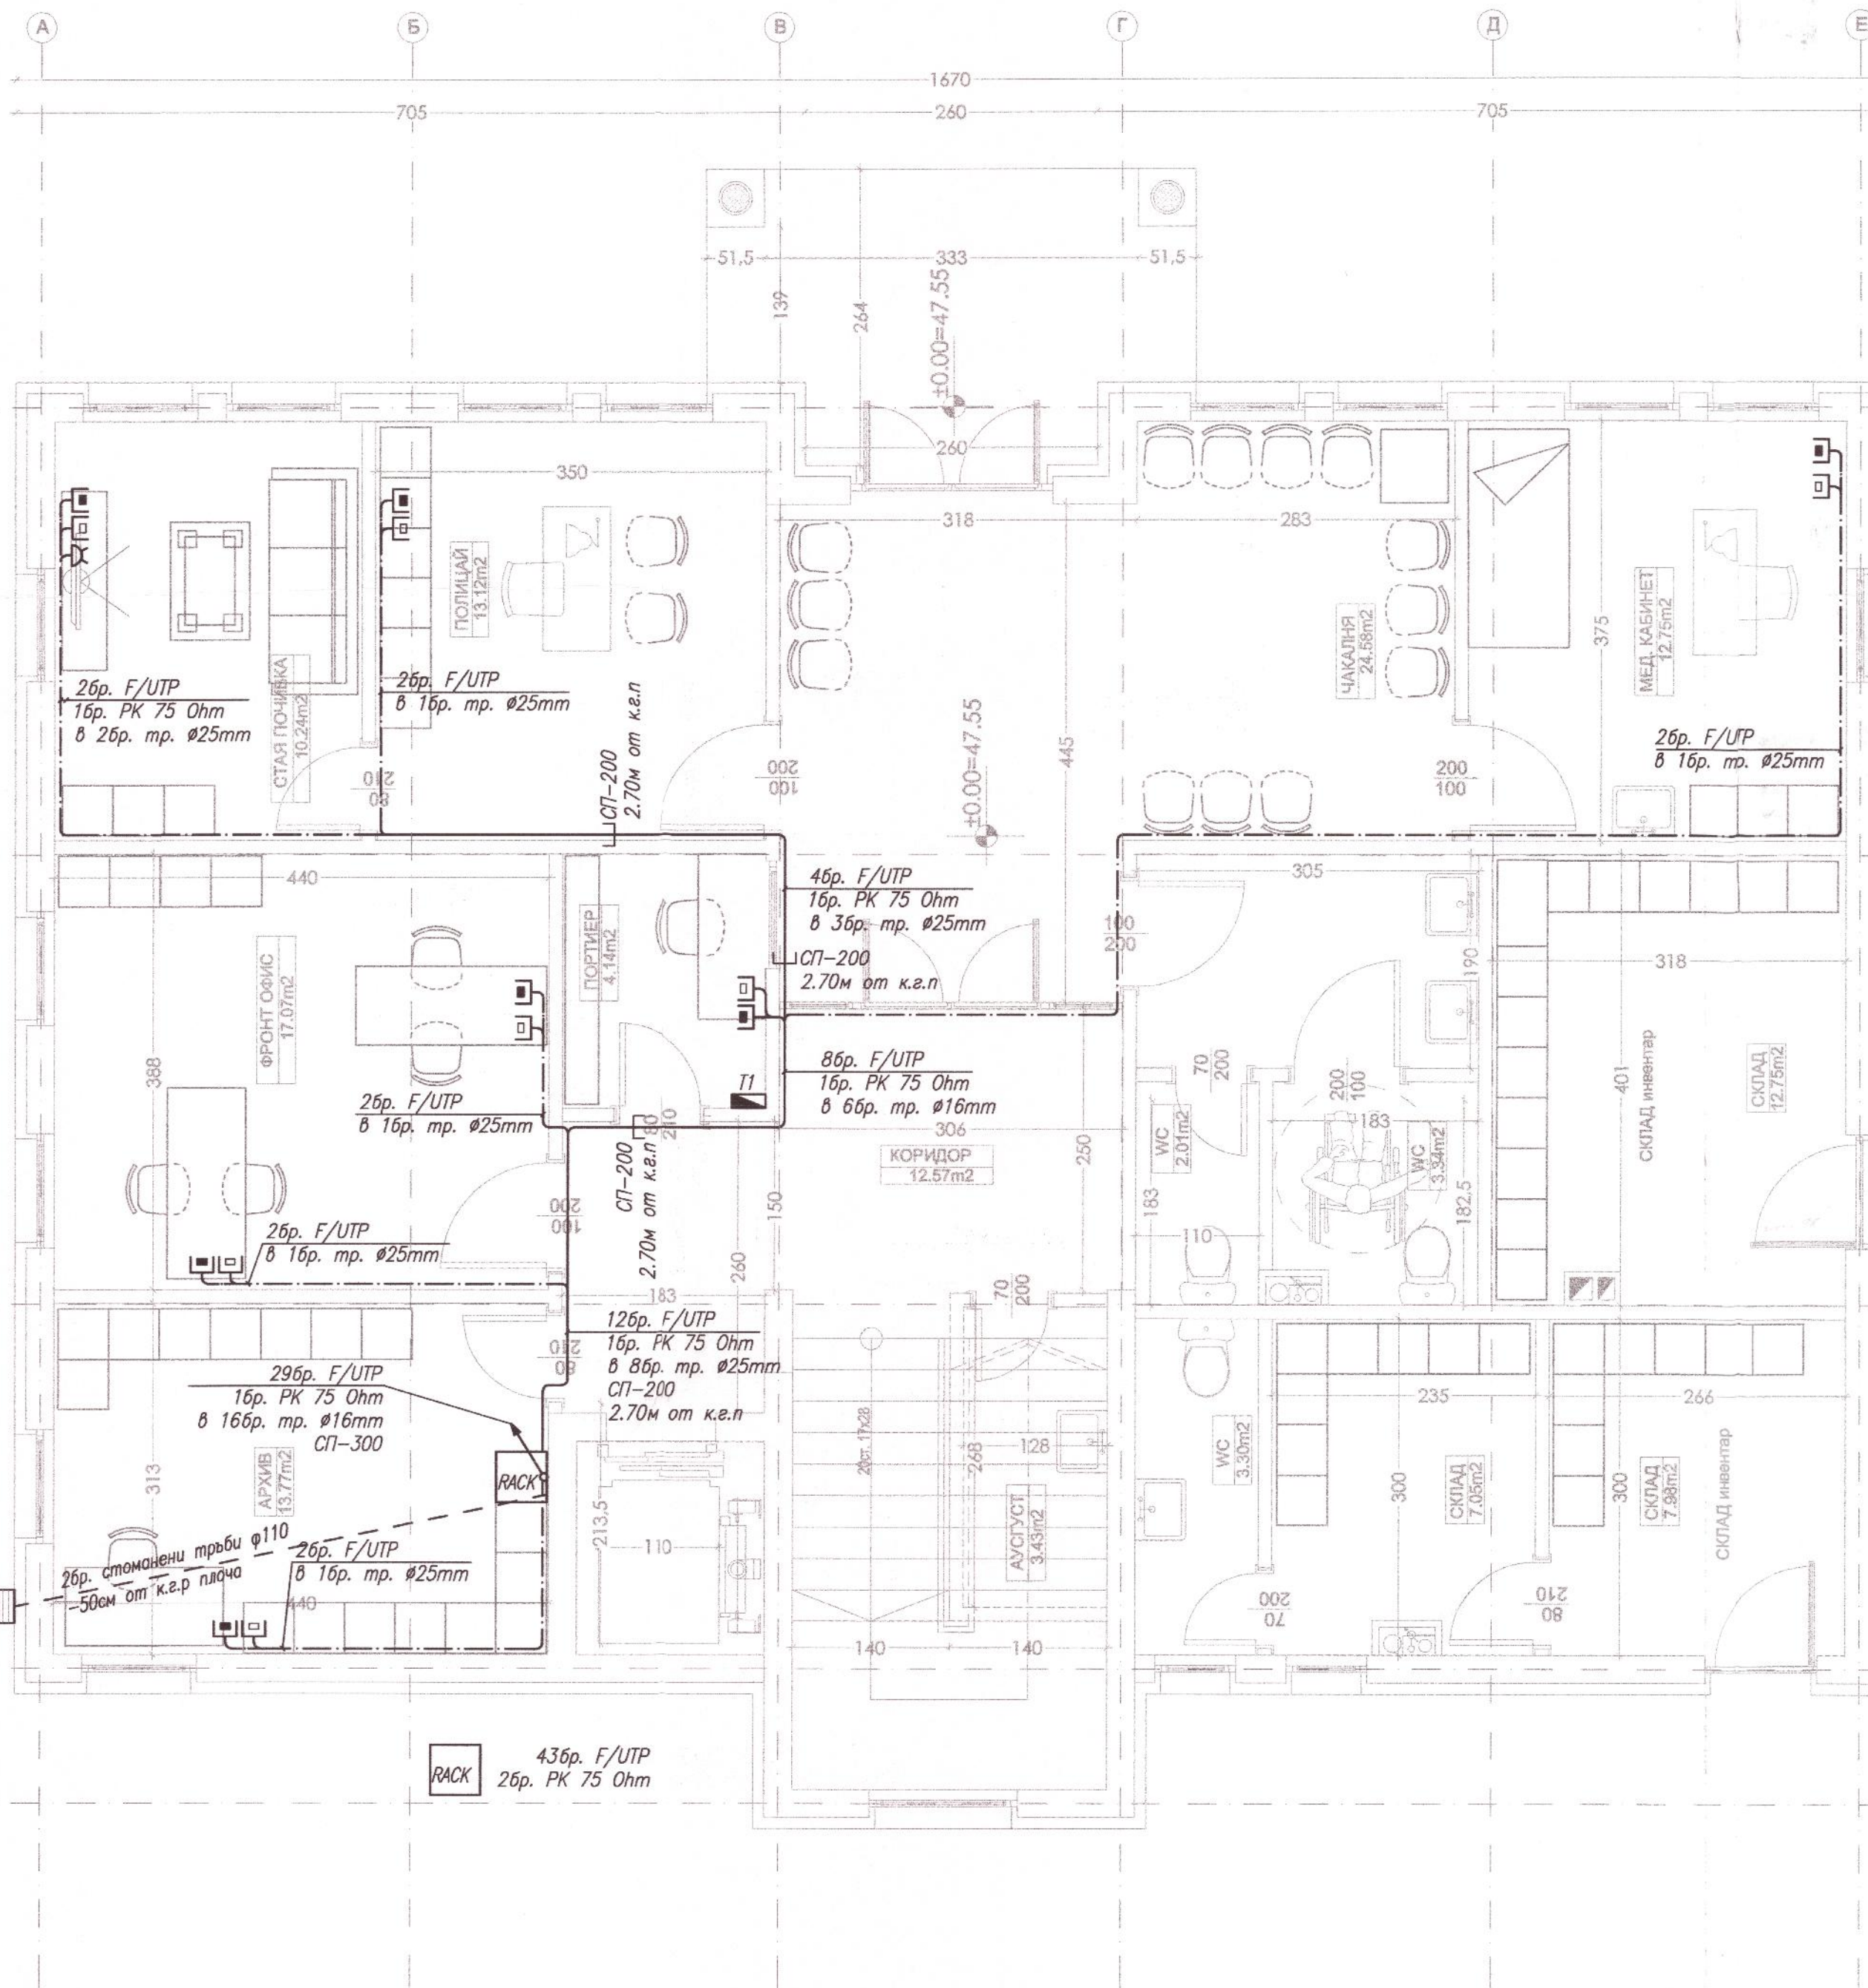 А
Б
В
Г
Д
Е
1670
705
260
705
51,5
333
51,5
139
264
±0.00=47.55
260
350
318
283
ПОЛИЦАЙ
13.12m2
СТАЯ ПОЧИВКА
10.24m2
ЧАКАЛНЯ
24.58m2
375
МЕД. КАБИНЕТ
12.75m2
2бр. F/UTP
1бр. РК 75 Ohm
в 2бр. тр. ø25mm
2бр. F/UTP
в 1бр. тр. ø25mm
СП-200
2.70м от к.г.п
±0.00=47.55
445
2бр. F/UTP
в 1бр. тр. ø25mm
210
80
200
100
200
100
440
4бр. F/UTP
1бр. РК 75 Ohm
в 3бр. тр. ø25mm
СП-200
2.70м от к.г.п
100
200
305
190
318
ФРОНТ ОФИС
17.07m2
ПОРТИЕР
4.14m2
388
СКЛАД инвентар
401
СКЛАД
12.75m2
8бр. F/UTP
1бр. РК 75 Ohm
в 6бр. тр. ø16mm
T1
2бр. F/UTP
в 1бр. тр. ø25mm
80
210
СП-200
2.70м от к.г.п
306
КОРИДОР
12.57m2
250
70
200
200
100
183
WC
2.01m2
WC
3.34m2
183
182,5
110
150
260
200
100
2бр. F/UTP
в 1бр. тр. ø25mm
183
70
200
12бр. F/UTP
1бр. РК 75 Ohm
в 8бр. тр. ø25mm
СП-200
2.70м от к.г.п
210
80
29бр. F/UTP
1бр. РК 75 Ohm
в 16бр. тр. ø16mm
СП-300
АРХИВ
13.77m2
313
RACK
20ст. 17х28
268
128
АУСГУСТ
3.43m2
WC
3.30m2
235
266
300
СКЛАД
7.05m2
300
СКЛАД
7.98m2
СКЛАД инвентар
213,5
110
2бр. стоманени тръби φ110
-50см от к.г.р плоча
2бр. F/UTP
в 1бр. тр. ø25mm
440
140
140
200
70
210
80
RACK
43бр. F/UTP
2бр. РК 75 Ohm